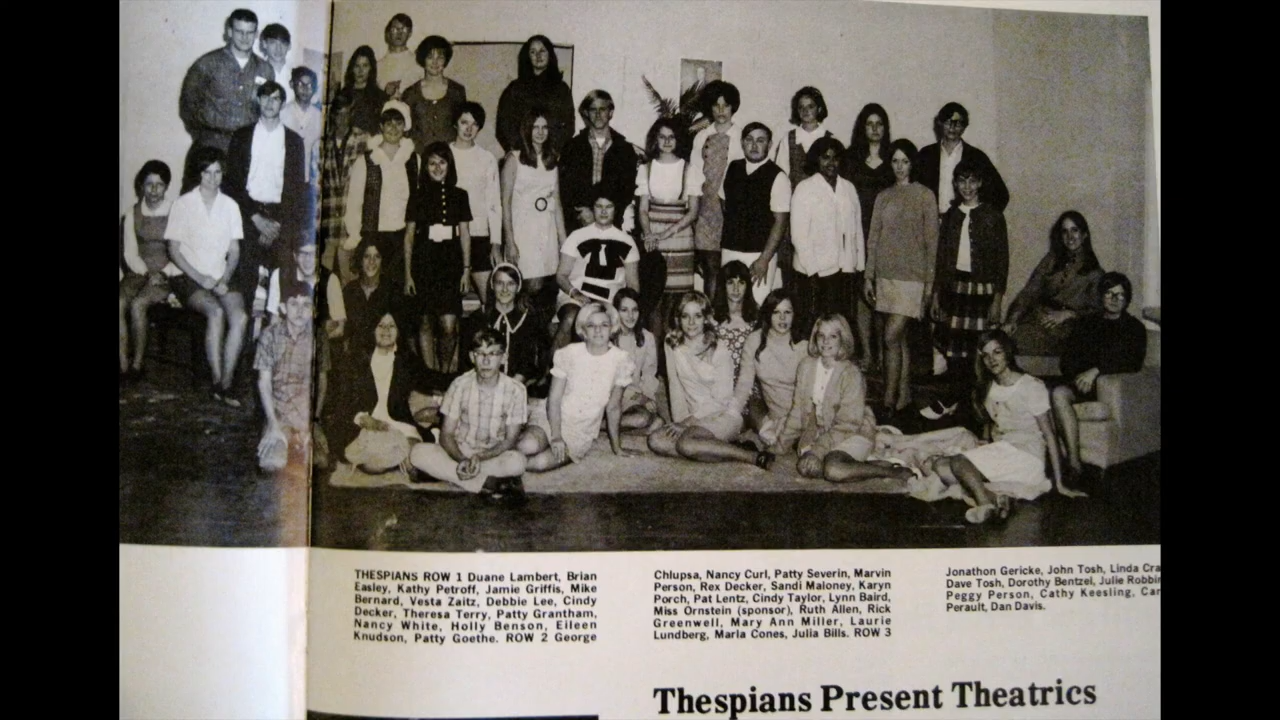 THESPIANS ROW 1 Duane Lambert, Brian
Easley, Kathy Petroff, Jamie Griffis, Mike
Bernard, Vesta Zaitz, Debbie Lee, Cindy
Decker, Theresa Terry, Patty Grantham,
Nancy White, Holly Benson, Eileen
Knudson, Patty Goethe. ROW 2 George
Chlupsa, Nancy Curl, Patty Severin, Marvin
Person, Rex Decker, Sandi Maloney, Karyn
Porch, Pat Lentz, Cindy Taylor, Lynn Baird,
Miss Ornstein (sponsor), Ruth Allen, Rick
Greenwell, Mary Ann Miller, Laurie
Lundberg, Marla Cones, Julia Bills. ROW 3
Jonathon Gericke, John Tosh, Linda Cra
Dave Tosh, Dorothy Bentzel, Julie Robbin
Peggy Person, Cathy Keesling, Car
Perault, Dan Davis.
Thespians Present Theatrics